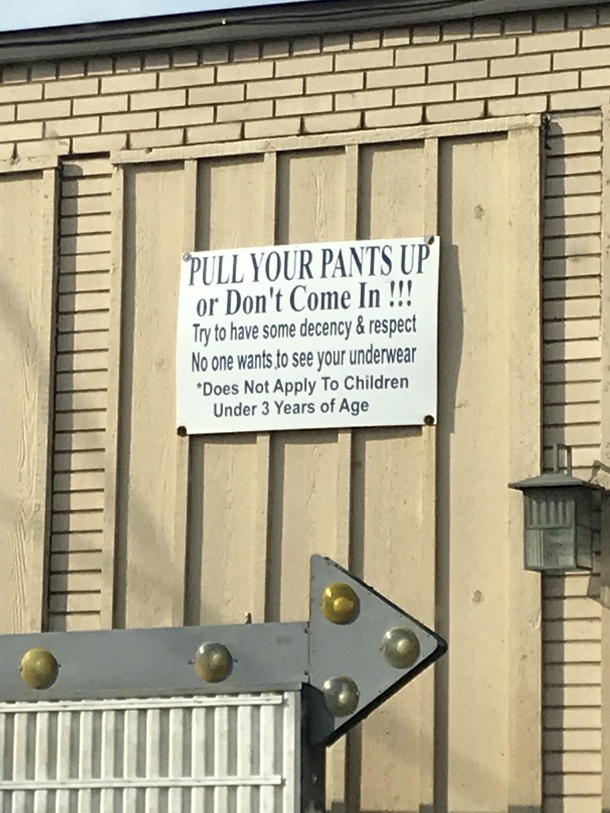 PULL YOUR PANTS UP
or Don't Come In !!!
Try to have some decency & respect
No one wants to see your underwear
*Does Not Apply To Children
Under 3 Years of Age